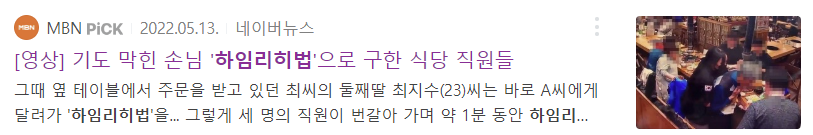 MBN PiCK 2022.05.13. 네이버뉴스
[영상] 기도 막힌 손님 '하임리히법'으로 구한 식당 직원들
그때 옆 테이블에서 주문을 받고 있던 최씨의 둘째딸 최지수(23)씨는 바로 A씨에게
달려가 '하임리히법'을... 그렇게 세 명의 직원이 번갈아 가며 약 1분 동안 하임리...